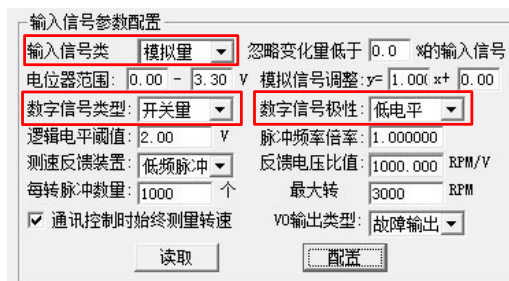 输入信号参数配置
输入信号类 模拟量 忽略变化量低于 0.0 %的输入信号
电位器范围: 0.00 - 3.30 V 模拟信号调整:y= 1.00( x+ 0.00
数字信号类型: 开关量 数字信号极性: 低电平
逻辑电平阈值: 2.00 V 脉冲频率倍率: 1.000000
测速反馈装置: 低频脉冲 反馈电压比值: 1000.000 RPM/V
每转脉冲数量: 1000 个 最大转 3000 RPM
通讯控制时始终测量转速 VO输出类型: 故障输出
读取 配置